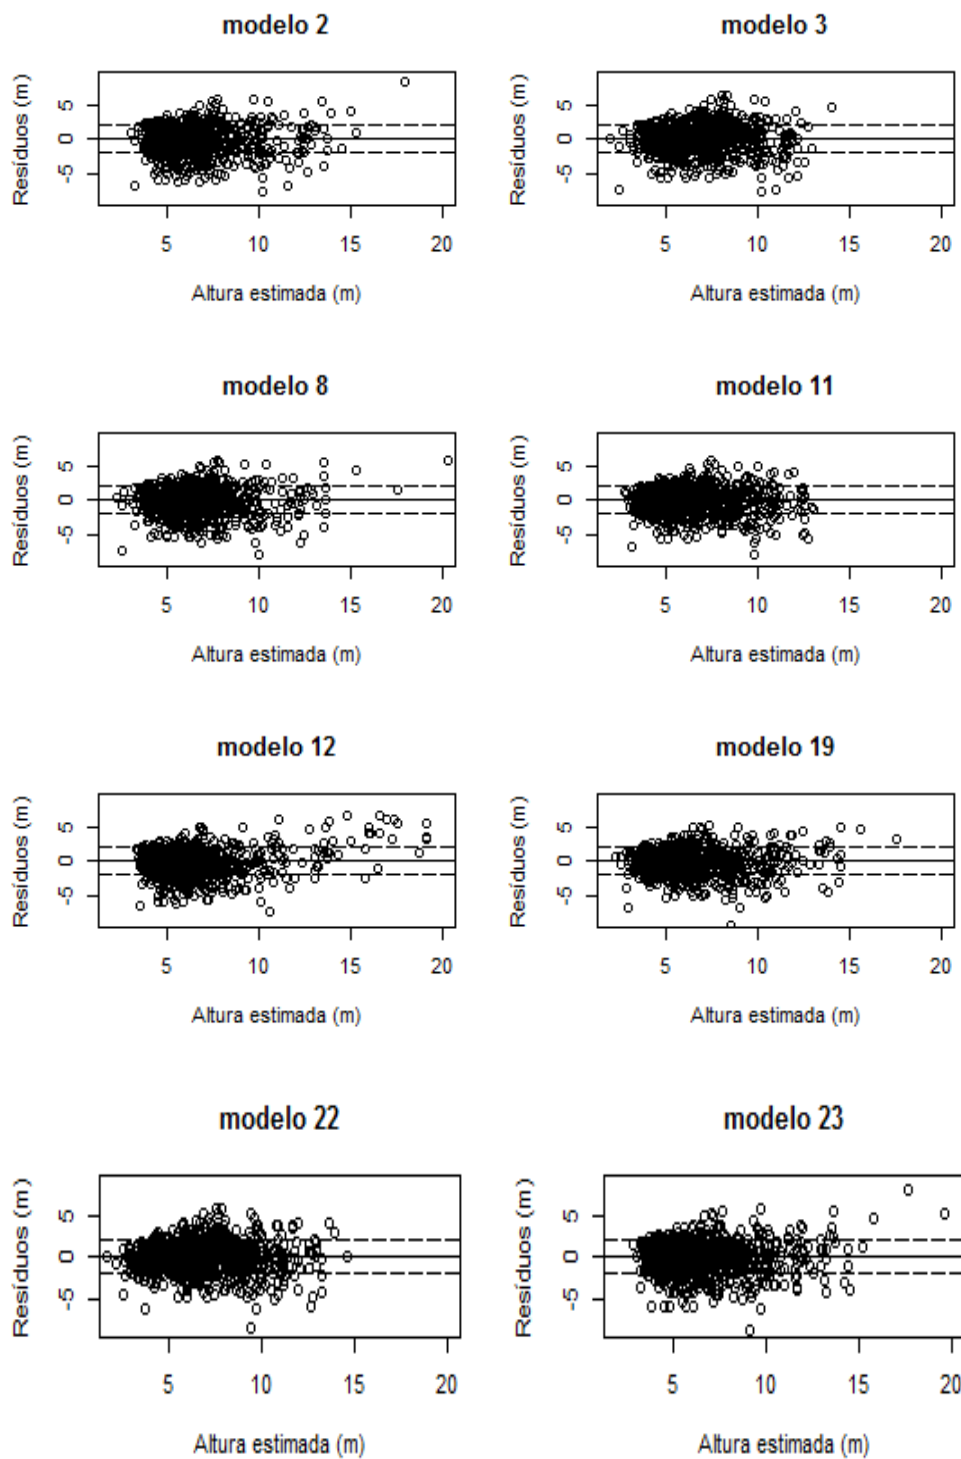 modelo 2
modelo 3
Resíduos (m)
5
0
-5
5
10
15
20
Altura estimada (m)
Resíduos (m)
5
0
-5
5
10
15
20
Altura estimada (m)
modelo 8
modelo 11
Resíduos (m)
5
0
-5
5
10
15
20
Altura estimada (m)
Resíduos (m)
5
0
-5
5
10
15
20
Altura estimada (m)
modelo 12
modelo 19
Resíduos (m)
5
0
-5
5
10
15
20
Altura estimada (m)
Resíduos (m)
5
0
-5
5
10
15
20
Altura estimada (m)
modelo 22
modelo 23
Resíduos (m)
5
0
-5
5
10
15
20
Altura estimada (m)
Resíduos (m)
5
0
-5
5
10
15
20
Altura estimada (m)